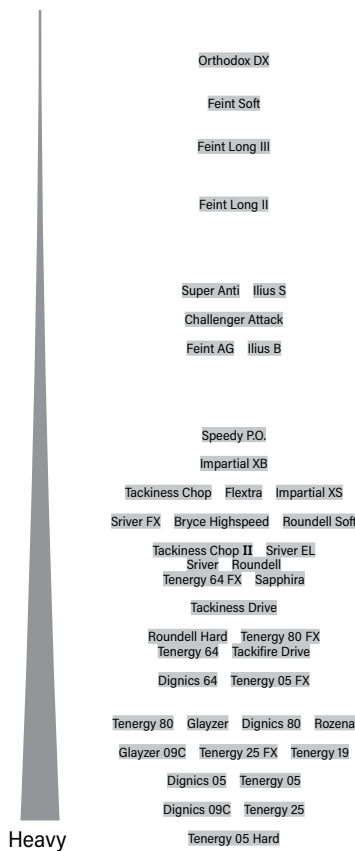 Orthodox DX
Feint Soft
Feint Long III
Feint Long II
Super Anti Ilius S
Challenger Attack
Feint AG Ilius B
Speedy P.O.
Impartial XB
Tackiness Chop Flextra Impartial XS
Sriver FX Bryce Highspeed Roundell Soft
Tackiness Chop II Sriver EL
Sriver Roundell
Tenergy 64 FX Sapphira
Tackiness Drive
Roundell Hard Tenergy 80 FX
Tenergy 64 Tackifire Drive
Dignics 64 Tenergy 05 FX
Tenergy 80 Glayzer Dignics 80 Rozena
Glayzer 09C Tenergy 25 FX Tenergy 19
Dignics 05 Tenergy 05
Dignics 09C Tenergy 25
Heavy
Tenergy 05 Hard